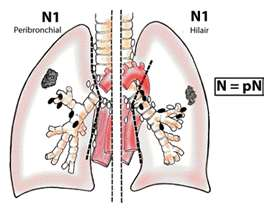 N1
Peribronchial
N1
Hilair
N = pN